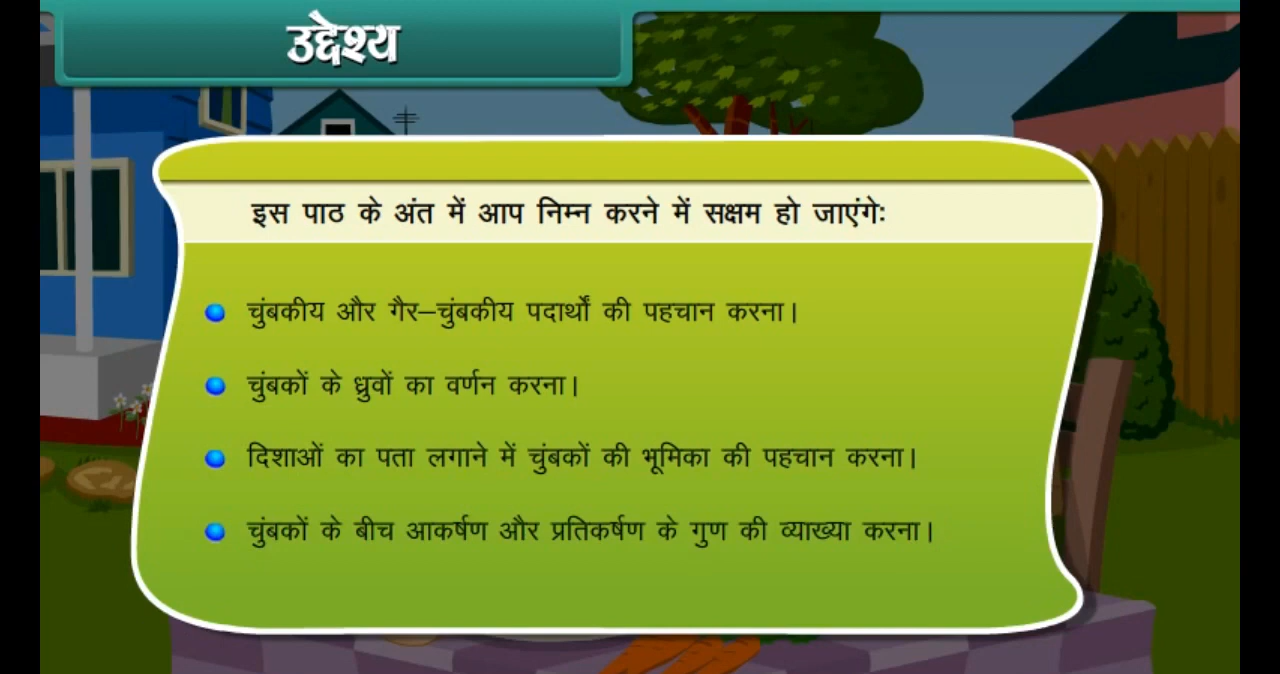 उद्देश्य
इस पाठ के अंत में आप निम्न करने में सक्षम हो जाएंगे:
चुंबकीय और गैर–चुंबकीय पदार्थों की पहचान करना।
चुंबकों के ध्रुवों का वर्णन करना।
दिशाओं का पता लगाने में चुंबकों की भूमिका की पहचान करना।
चुंबकों के बीच आकर्षण और प्रतिकर्षण के गुण की व्याख्या करना।